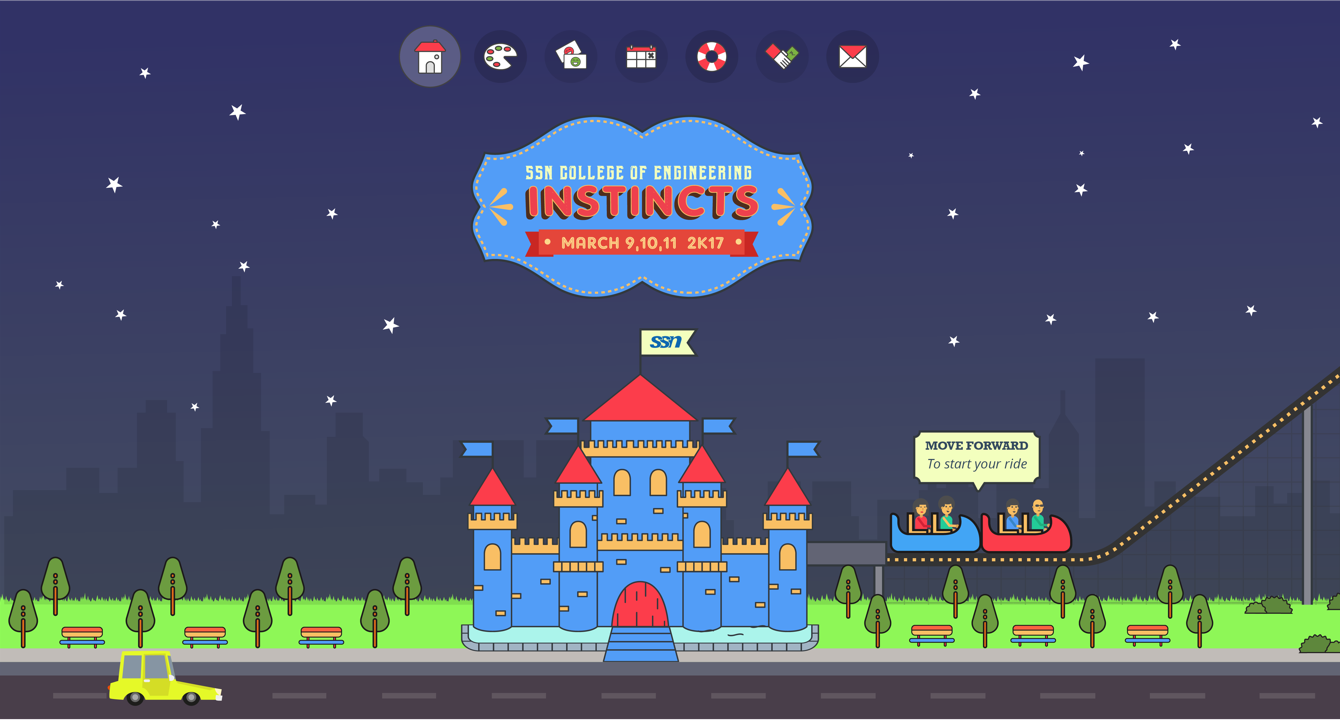 SSN COLLEGE OF ENGINEERING
INSTINCTS
MARCH 9,10,11 2K17
ssn
MOVE FORWARD
To start your ride